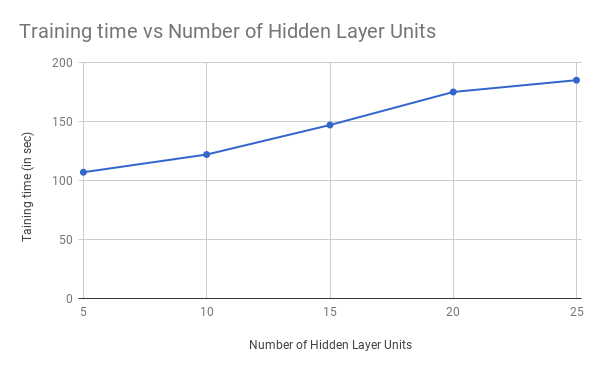 Training time vs Number of Hidden Layer Units
200
150
100
50
0
Taining time (in sec)
5 10 15 20 25
Number of Hidden Layer Units